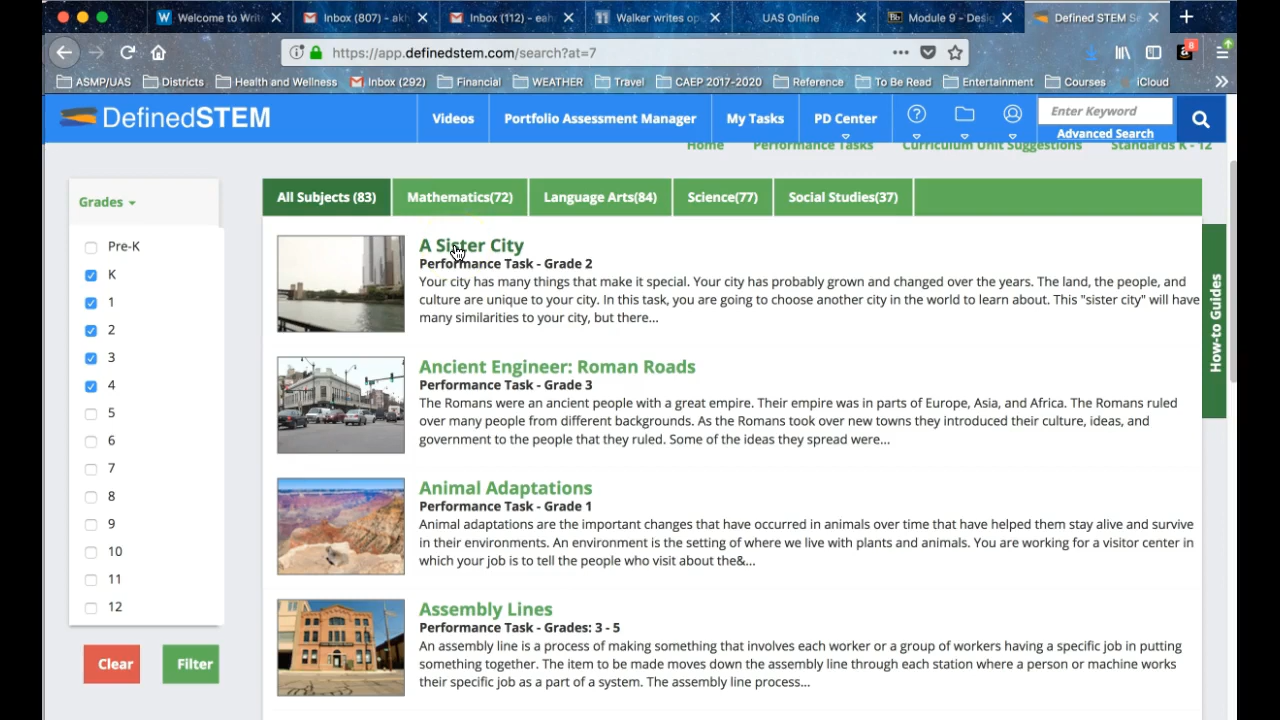 Welcome to Writ
Inbox (807) - akh
Inbox (112) - eah
Walker writes op
UAS Online
Bb Module 9 - Desig
Defined STEM Se
https://app.definedstem.com/search?at=7
8
ASMP/UAS
Districts
Health and Wellness
Inbox (292)
Financial
WEATHER
Travel
CAEP 2017-2020
Reference
To Be Read
Entertainment
Courses
iCloud
DefinedSTEM
Videos
Portfolio Assessment Manager
My Tasks
PD Center
Enter Keyword
Advanced Search
Home
Performance Tasks
Curriculum Unit Suggestions
Standards K - 12
Grades
Pre-K
K
1
2
3
4
5
6
7
8
9
10
11
12
Clear
Filter
All Subjects (83)
Mathematics(72)
Language Arts(84)
Science(77)
Social Studies(37)
A Sister City
Performance Task - Grade 2
Your city has many things that make it special. Your city has probably grown and changed over the years. The land, the people, and
culture are unique to your city. In this task, you are going to choose another city in the world to learn about. This "sister city" will have
many similarities to your city, but there...
Ancient Engineer: Roman Roads
Performance Task - Grade 3
The Romans were an ancient people with a great empire. Their empire was in parts of Europe, Asia, and Africa. The Romans ruled
over many people from different backgrounds. As the Romans took over new towns they introduced their culture, ideas, and
government to the people that they ruled. Some of the ideas they spread were...
Animal Adaptations
Performance Task - Grade 1
Animal adaptations are the important changes that have occurred in animals over time that have helped them stay alive and survive
in their environments. An environment is the setting of where we live with plants and animals. You are working for a visitor center in
which your job is to tell the people who visit about the&...
Assembly Lines
Performance Task - Grades: 3 - 5
An assembly line is a process of making something that involves each worker or a group of workers having a specific job in putting
something together. The item to be made moves down the assembly line through each station where a person or machine works
their specific job as a part of a system. The assembly line process...
How-to Guides